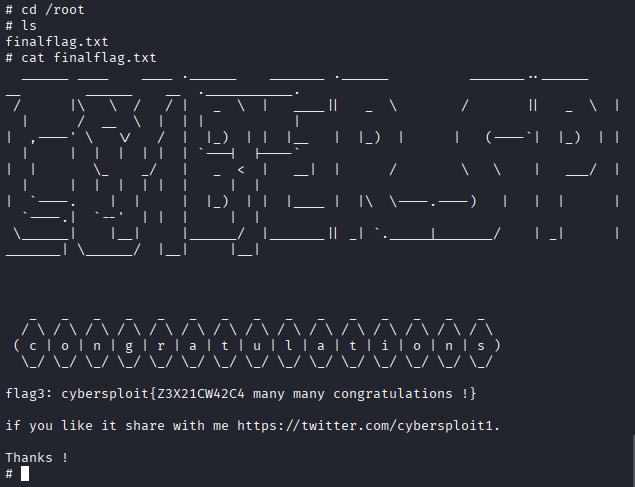 # cd /root
# ls
finalflag.txt
# cat finalflag.txt
c o n g r a t u l a t i o n s
flag3: cybersploit{Z3X21CW42C4 many many congratulations !}
if you like it share with me https://twitter.com/cybersploit1.
Thanks !
#